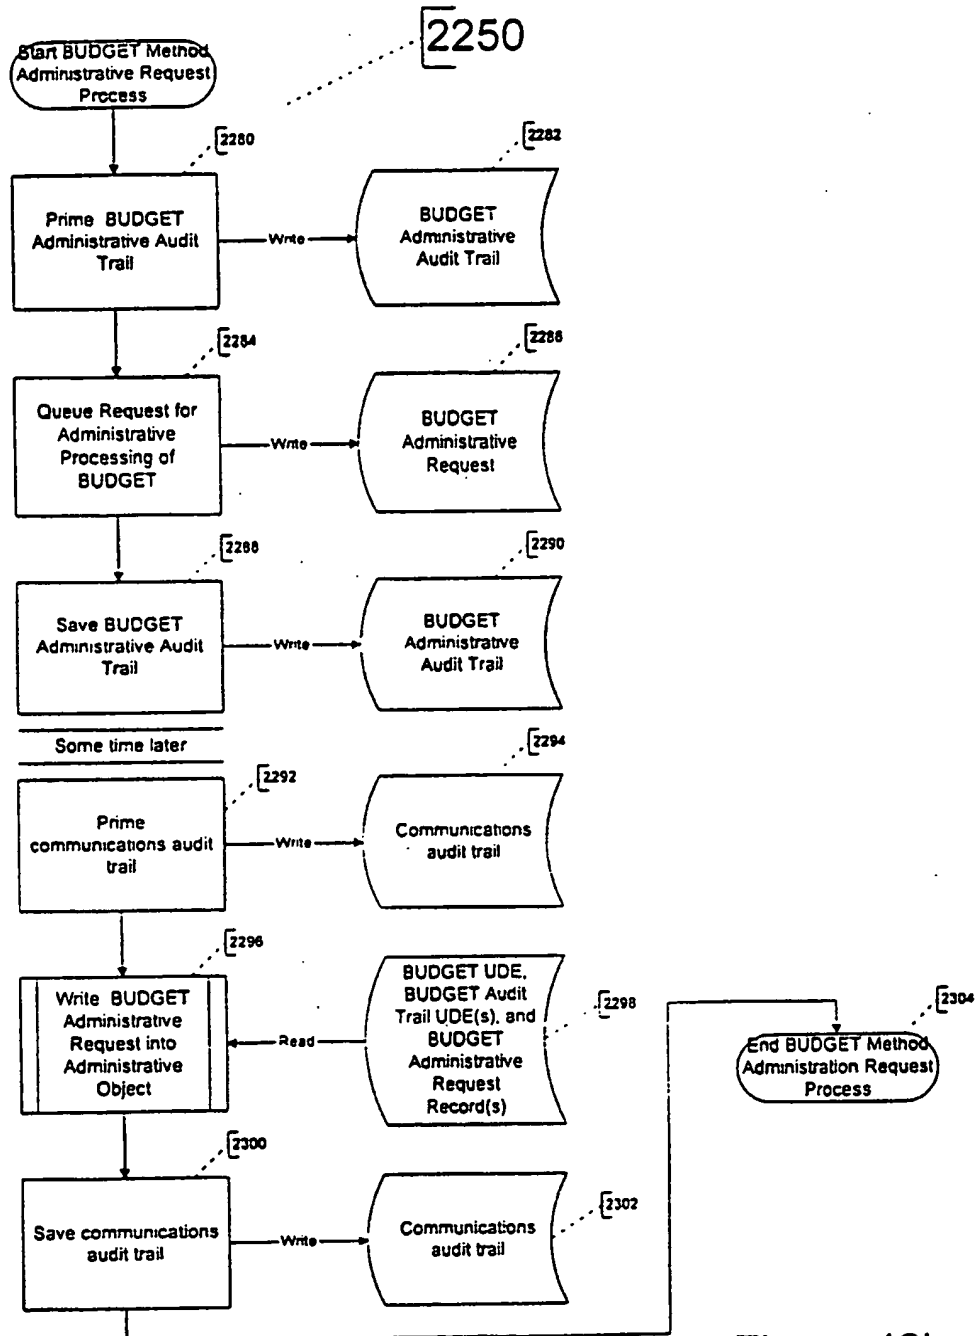 2250
Start BUDGET Method
Administrative Request
Process
2280
2282
Prime BUDGET
Administrative Audit
Trail
Write
BUDGET
Administrative
Audit Trail
2284
2286
Queue Request for
Administrative
Processing of
BUDGET
Write
BUDGET
Administrative
Request
2288
2290
Save BUDGET
Administrative Audit
Trail
Write
BUDGET
Administrative
Audit Trail
Some time later
2292
2294
Prime
communications audit
trail
Write
Communications
audit trail
2296
2298
Write BUDGET
Administrative
Request into
Administrative
Object
Read
BUDGET UDE,
BUDGET Audit
Trail UDE(s), and
BUDGET
Administrative
Request
Record(s)
2304
End BUDGET Method
Administration Request
Process
2300
2302
Save communications
audit trail
Write
Communications
audit trail